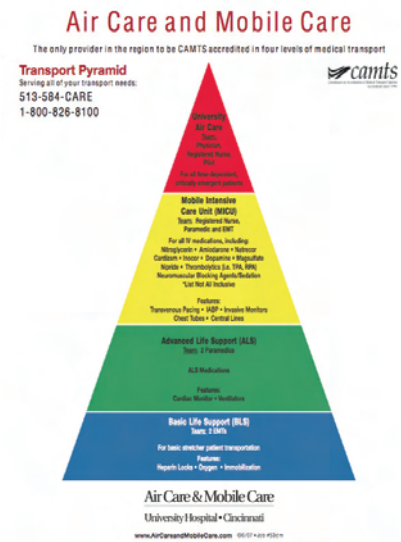 Air Care and Mobile Care
The only provider in the region to be CAMTS accredited in four levels of medical transport
Transport Pyramid
Serving all of your transport needs:
513-584-CARE
1-800-826-8100
camts
University
Air Care
Team:
Physician,
Registered Nurse,
Pilot
For all time dependent,
critically emergent patients
Mobile Intensive
Care Unit (MICU)
Team: Registered Nurse,
Paramedic and EMT
For all IV medications, including:
Nitroglycerin • Amiodarone • Natrecor
Cardizem • Inocor • Dopamine • Magsulfate
Nipride • Thrombolytics (i.e. TPA, RPA)
Neuromuscular Blocking Agents/Sedation
*List Not All Inclusive
Features:
Transvenous Pacing • IABP • Invasive Monitors
Chest Tubes • Central Lines
Advanced Life Support (ALS)
Team: 2 Paramedics
ALS Medications
Features:
Cardiac Monitor • Ventilators
Basic Life Support (BLS)
Team: 2 EMTs
For basic stretcher patient transportation
Features:
Heparin Locks • Oxygen • Immobilization
Air Care & Mobile Care
University Hospital • Cincinnati
www.AirCareandMobileCare.com